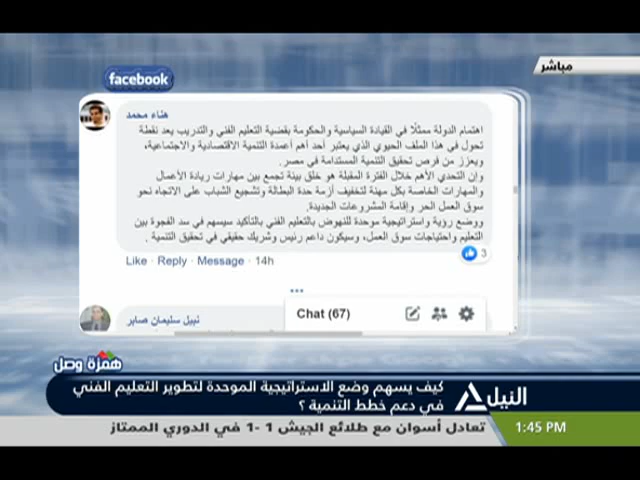 facebook
مباشر
هناء محمد
اهتمام الدولة ممثلًا في القيادة السياسية والحكومة بقضية التعليم الفني والتدريب يعد نقطة
تحول في هذا الملف الحيوي الذي يعتبر أحد أهم أعمدة التنمية الاقتصادية والاجتماعية،
ويعزز من فرص تحقيق التنمية المستدامة في مصر.
وإن التحدي الأهم خلال الفترة المقبلة هو خلق بيئة تجمع بين مهارات ريادة الأعمال
والمهارات الخاصة بكل مهنة لتخفيف أزمة حدة البطالة وتشجيع الشباب على الاتجاه نحو
سوق العمل الحر وإقامة المشروعات الجديدة.
ووضع رؤية واستراتيجية موحدة للنهوض بالتعليم الفني بالتأكيد سيسهم في سد الفجوة بين
التعليم واحتياجات سوق العمل، وسيكون داعم رئيس وشريك حقيقي في تحقيق التنمية .
3
Like · Reply · Message · 14h
نبيل سليمان صابر
Chat (67)
همزة وصل
النيل
كيف يسهم وضع الاستراتيجية الموحدة لتطوير التعليم الفني
في دعم خطط التنمية ؟
تعادل أسوان مع طلائع الجيش 1- 1 في الدوري الممتاز
1:45 PM